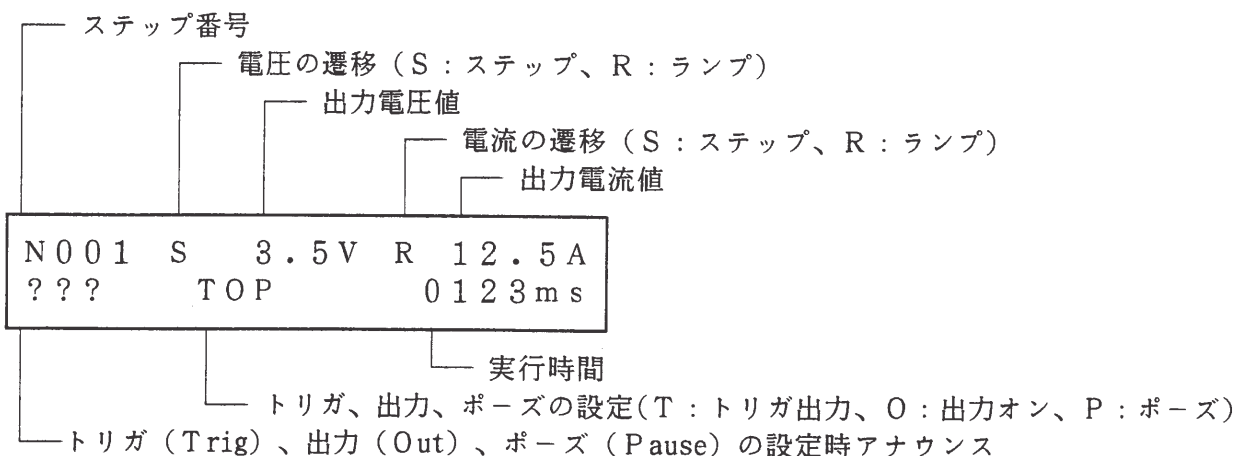 ステップ番号
電圧の遷移（S：ステップ、R：ランプ）
出力電圧値
電流の遷移（S：ステップ、R：ランプ）
出力電流値
N001 S 3.5V R 12.5A
??? TOP 0123ms
実行時間
トリガ、出力、ポーズの設定(T：トリガ出力、O：出力オン、P：ポーズ)
トリガ（Trig）、出力（Out）、ポーズ（Pause）の設定時アナウンス